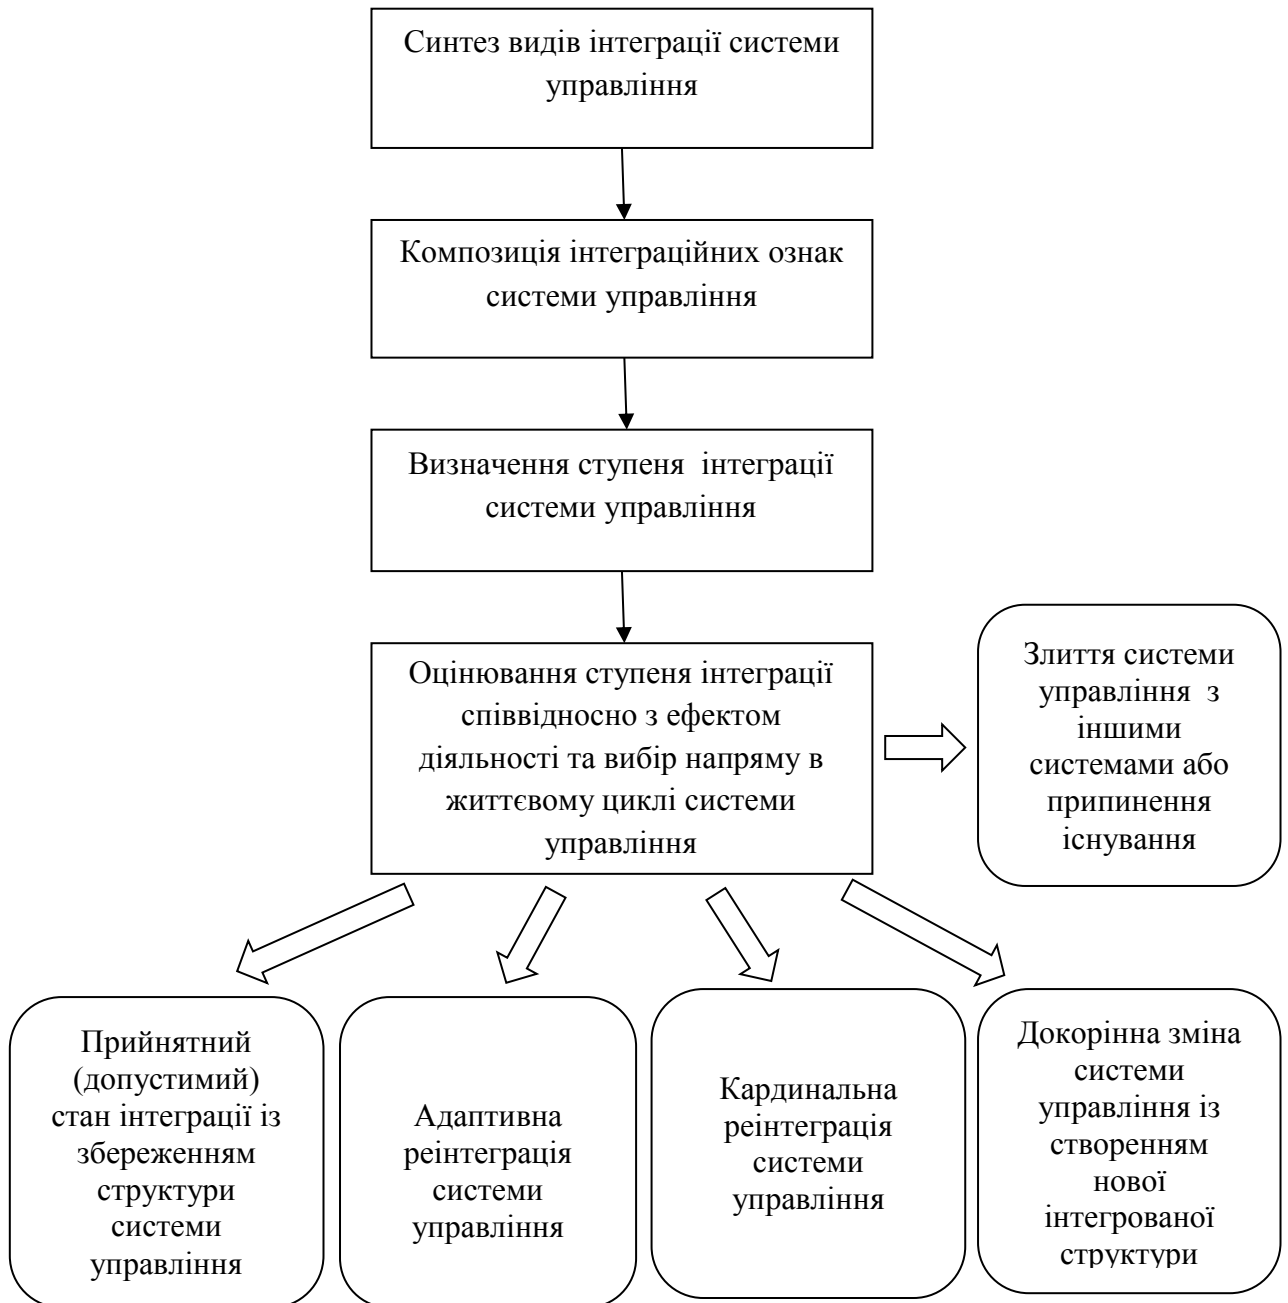 Синтез видів інтеграції системи
управління
Композиція інтеграційних ознак
системи управління
Визначення ступеня  інтеграції
системи управління
Оцінювання ступеня інтеграції
співвідносно з ефектом
діяльності та вибір напряму в
життєвому циклі системи
управління
Злиття системи
управління  з
іншими
системами або
припинення
існування
Прийнятний
(допустимий)
стан інтеграції із
збереженням
структури
системи
управління
Адаптивна
реінтеграція
системи
управління
Кардинальна
реінтеграція
системи
управління
Докорінна зміна
системи
управління із
створенням
нової
інтегрованої
структури